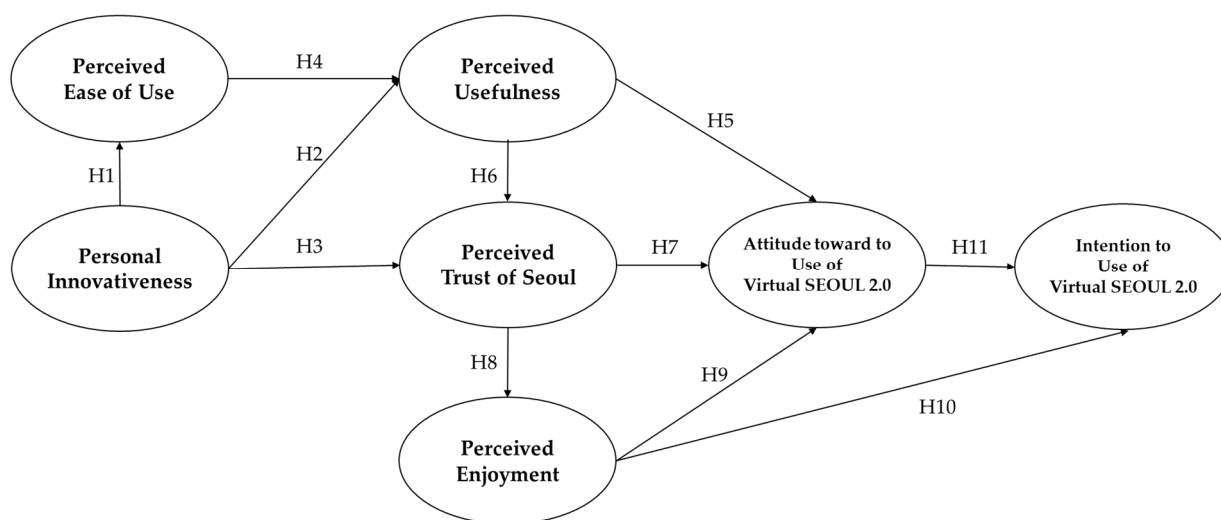 Perceived
Ease of Use
H4
Perceived
Usefulness
H5
H2
H1
H6
Personal
Innovativeness
H3
Perceived
Trust of Seoul
H7
Attitude toward to
Use of
Virtual SEOUL 2.0
H11
Intention to
Use of
Virtual SEOUL 2.0
H8
H9
H10
Perceived
Enjoyment